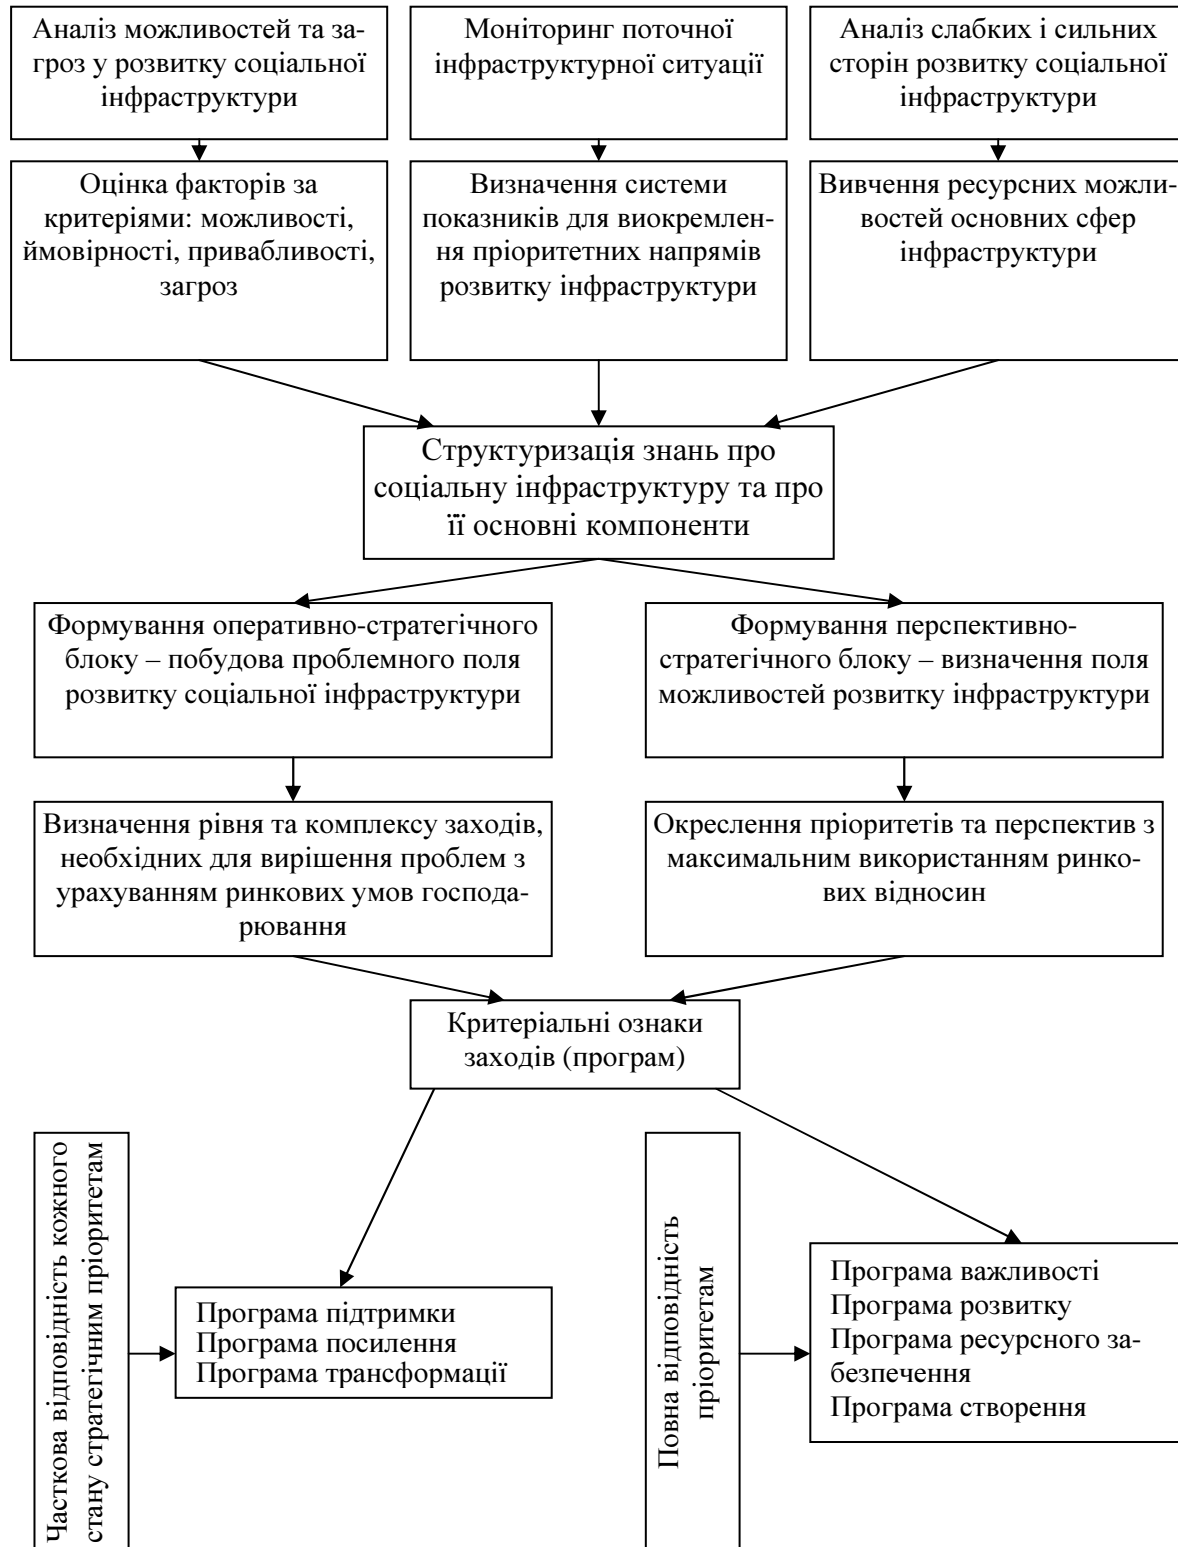 Аналіз можливостей та за-
гроз у розвитку соціальної
інфраструктури
Моніторинг поточної
інфраструктурної ситуації
Аналіз слабких і сильних
сторін розвитку соціальної
інфраструктури
Оцінка факторів за
критеріями: можливості,
ймовірності, привабливості,
загроз
Визначення системи
показників для виокремлен-
ня пріоритетних напрямів
розвитку інфраструктури
Вивчення ресурсних можли-
востей основних сфер
інфраструктури
Структуризація знань про
соціальну інфраструктуру та про
її основні компоненти
Формування оперативно-стратегічного
блоку – побудова проблемного поля
розвитку соціальної інфраструктури
Формування перспективно-
стратегічного блоку – визначення поля
можливостей розвитку інфраструктури
Визначення рівня та комплексу заходів,
необхідних для вирішення проблем з
урахуванням ринкових умов господа-
рювання
Окреслення пріоритетів та перспектив з
максимальним використанням ринко-
вих відносин
Критеріальні ознаки
заходів (програм)
Часткова відповідність кожного
стану стратегічним пріоритетам
Програма підтримки
Програма посилення
Програма трансформації
Повна відповідність
пріоритетам
Програма важливості
Програма розвитку
Програма ресурсного за-
безпечення
Програма створення